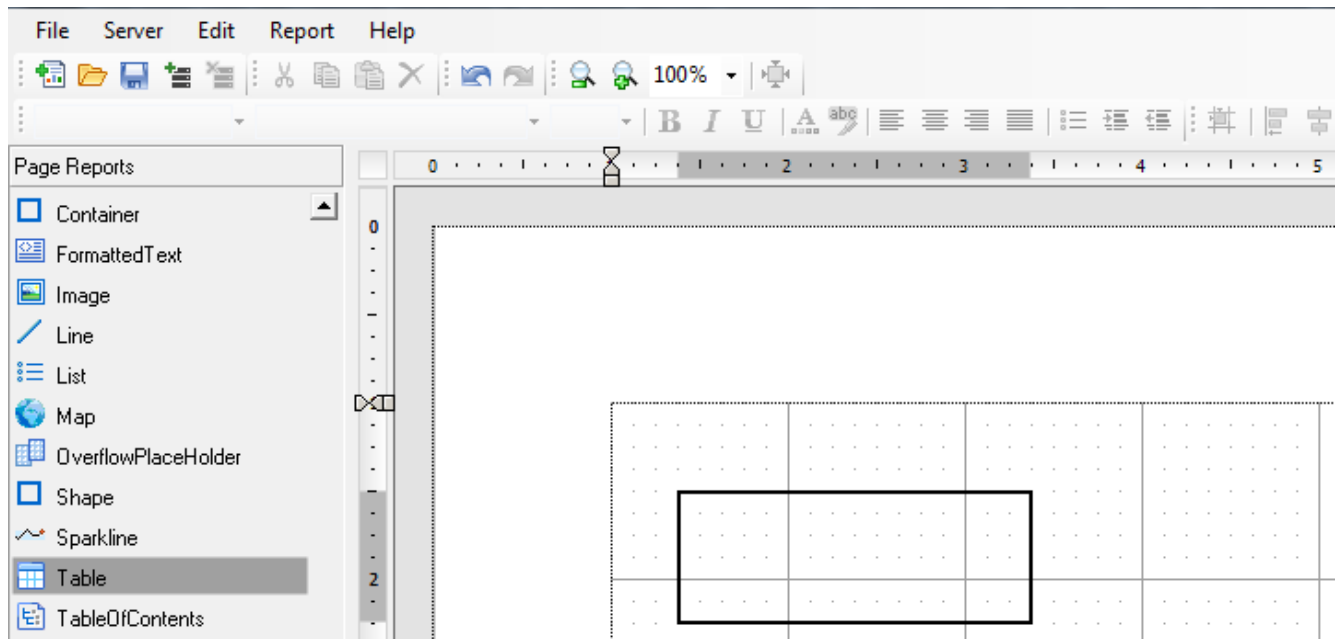 File Server Edit Report Help
100%
B I U A abc
Page Reports
0 2 3 4 5
Container
0
FormattedText
Image
Line
List
Map
OverflowPlaceHolder
Shape
Sparkline
Table
2
TableOfContents